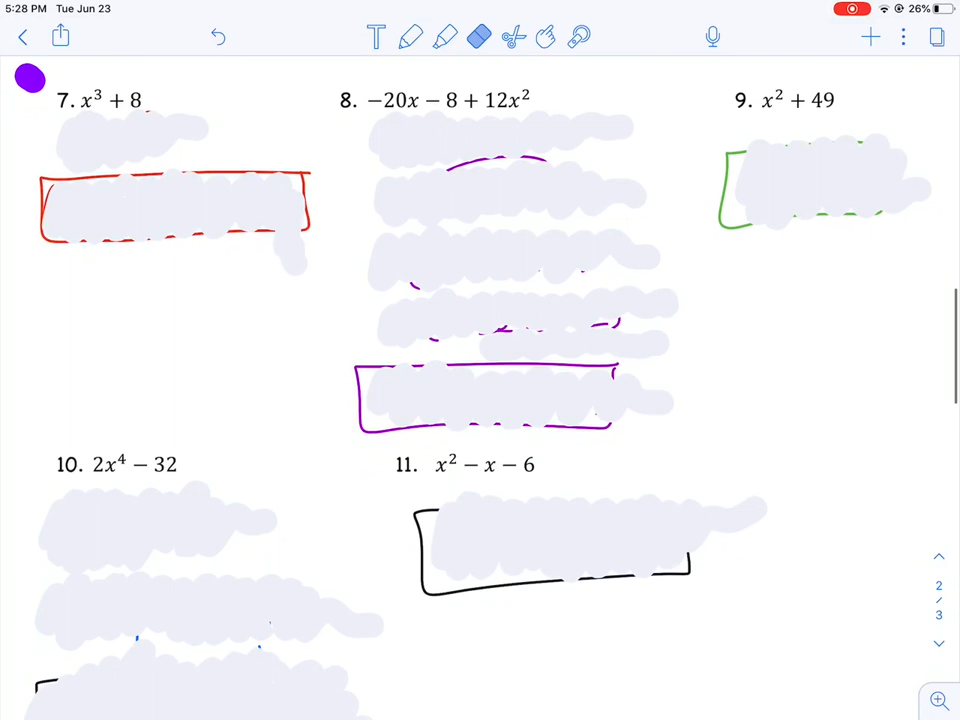 5:28 PM Tue Jun 23
26%
7. x³ + 8
8. −20x − 8 + 12x²
9. x² + 49
10. 2x⁴ − 32
11. x² − x − 6
2
/
3